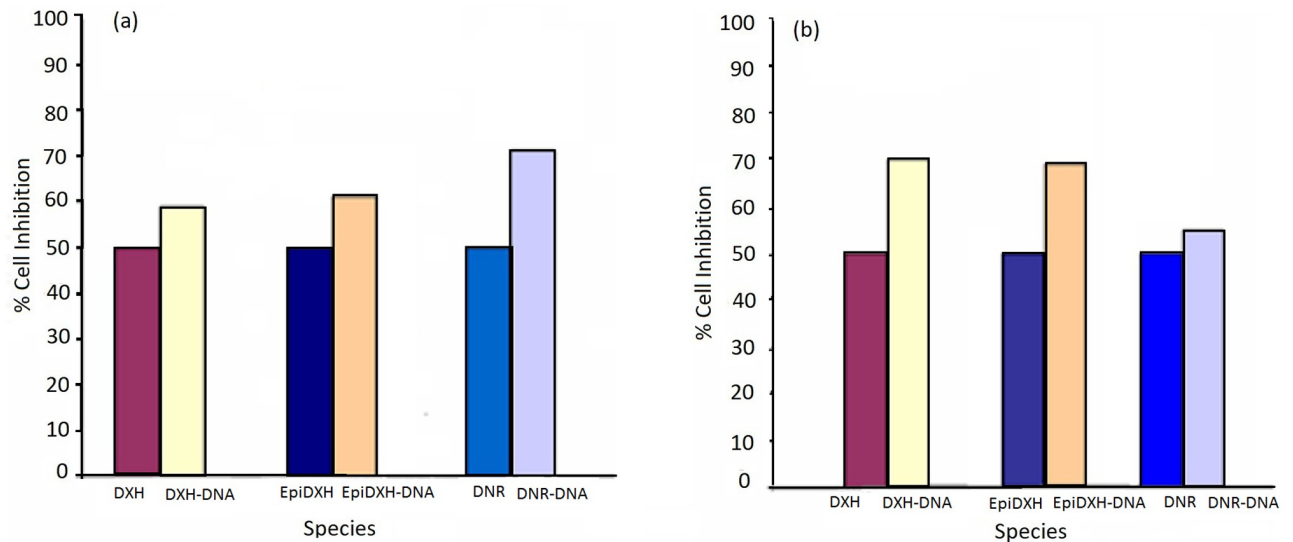 (a)
100
90
80
70
60
50
40
30
20
10
0
% Cell Inhibition
DXH DXH-DNA EpiDXH EpiDXH-DNA DNR DNR-DNA
Species
(b)
100
90
80
70
60
50
40
30
20
10
0
% Cell Inhibition
DXH DXH-DNA EpiDXH EpiDXH-DNA DNR DNR-DNA
Species